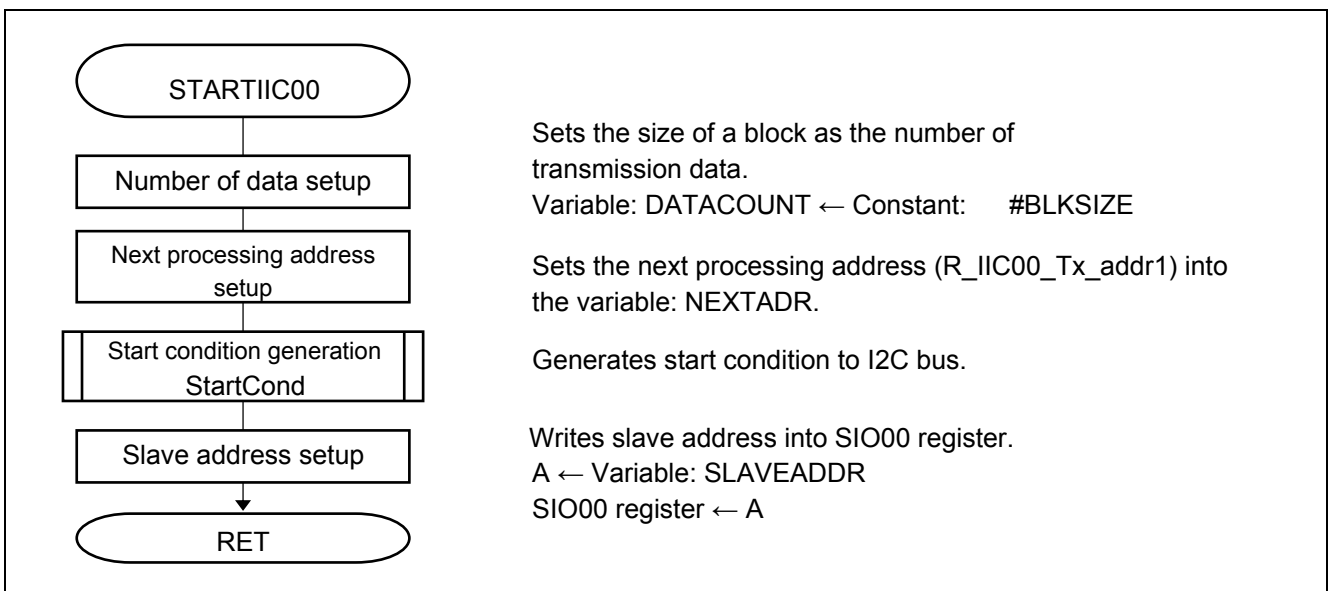 STARTIIC00
Sets the size of a block as the number of
transmission data.
Number of data setup
Variable: DATACOUNT ← Constant: #BLKSIZE
Next processing address
setup
Sets the next processing address (R_IIC00_Tx_addr1) into
the variable: NEXTADR.
Start condition generation
StartCond
Generates start condition to I2C bus.
Slave address setup
Writes slave address into SIO00 register.
A ← Variable: SLAVEADDR
SIO00 register ← A
RET